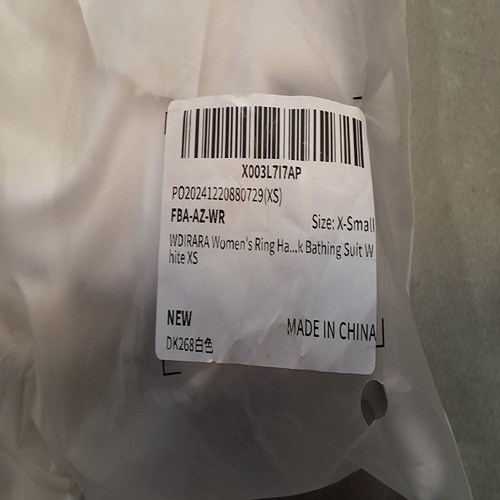 X003L7I7AP
PO20241220880729(XS)
FBA-AZ-WR
Size: X-Small
WDIRARA Women's Ring Ha...k Bathing Suit W
hite XS
NEW
MADE IN CHINA
DK268白色